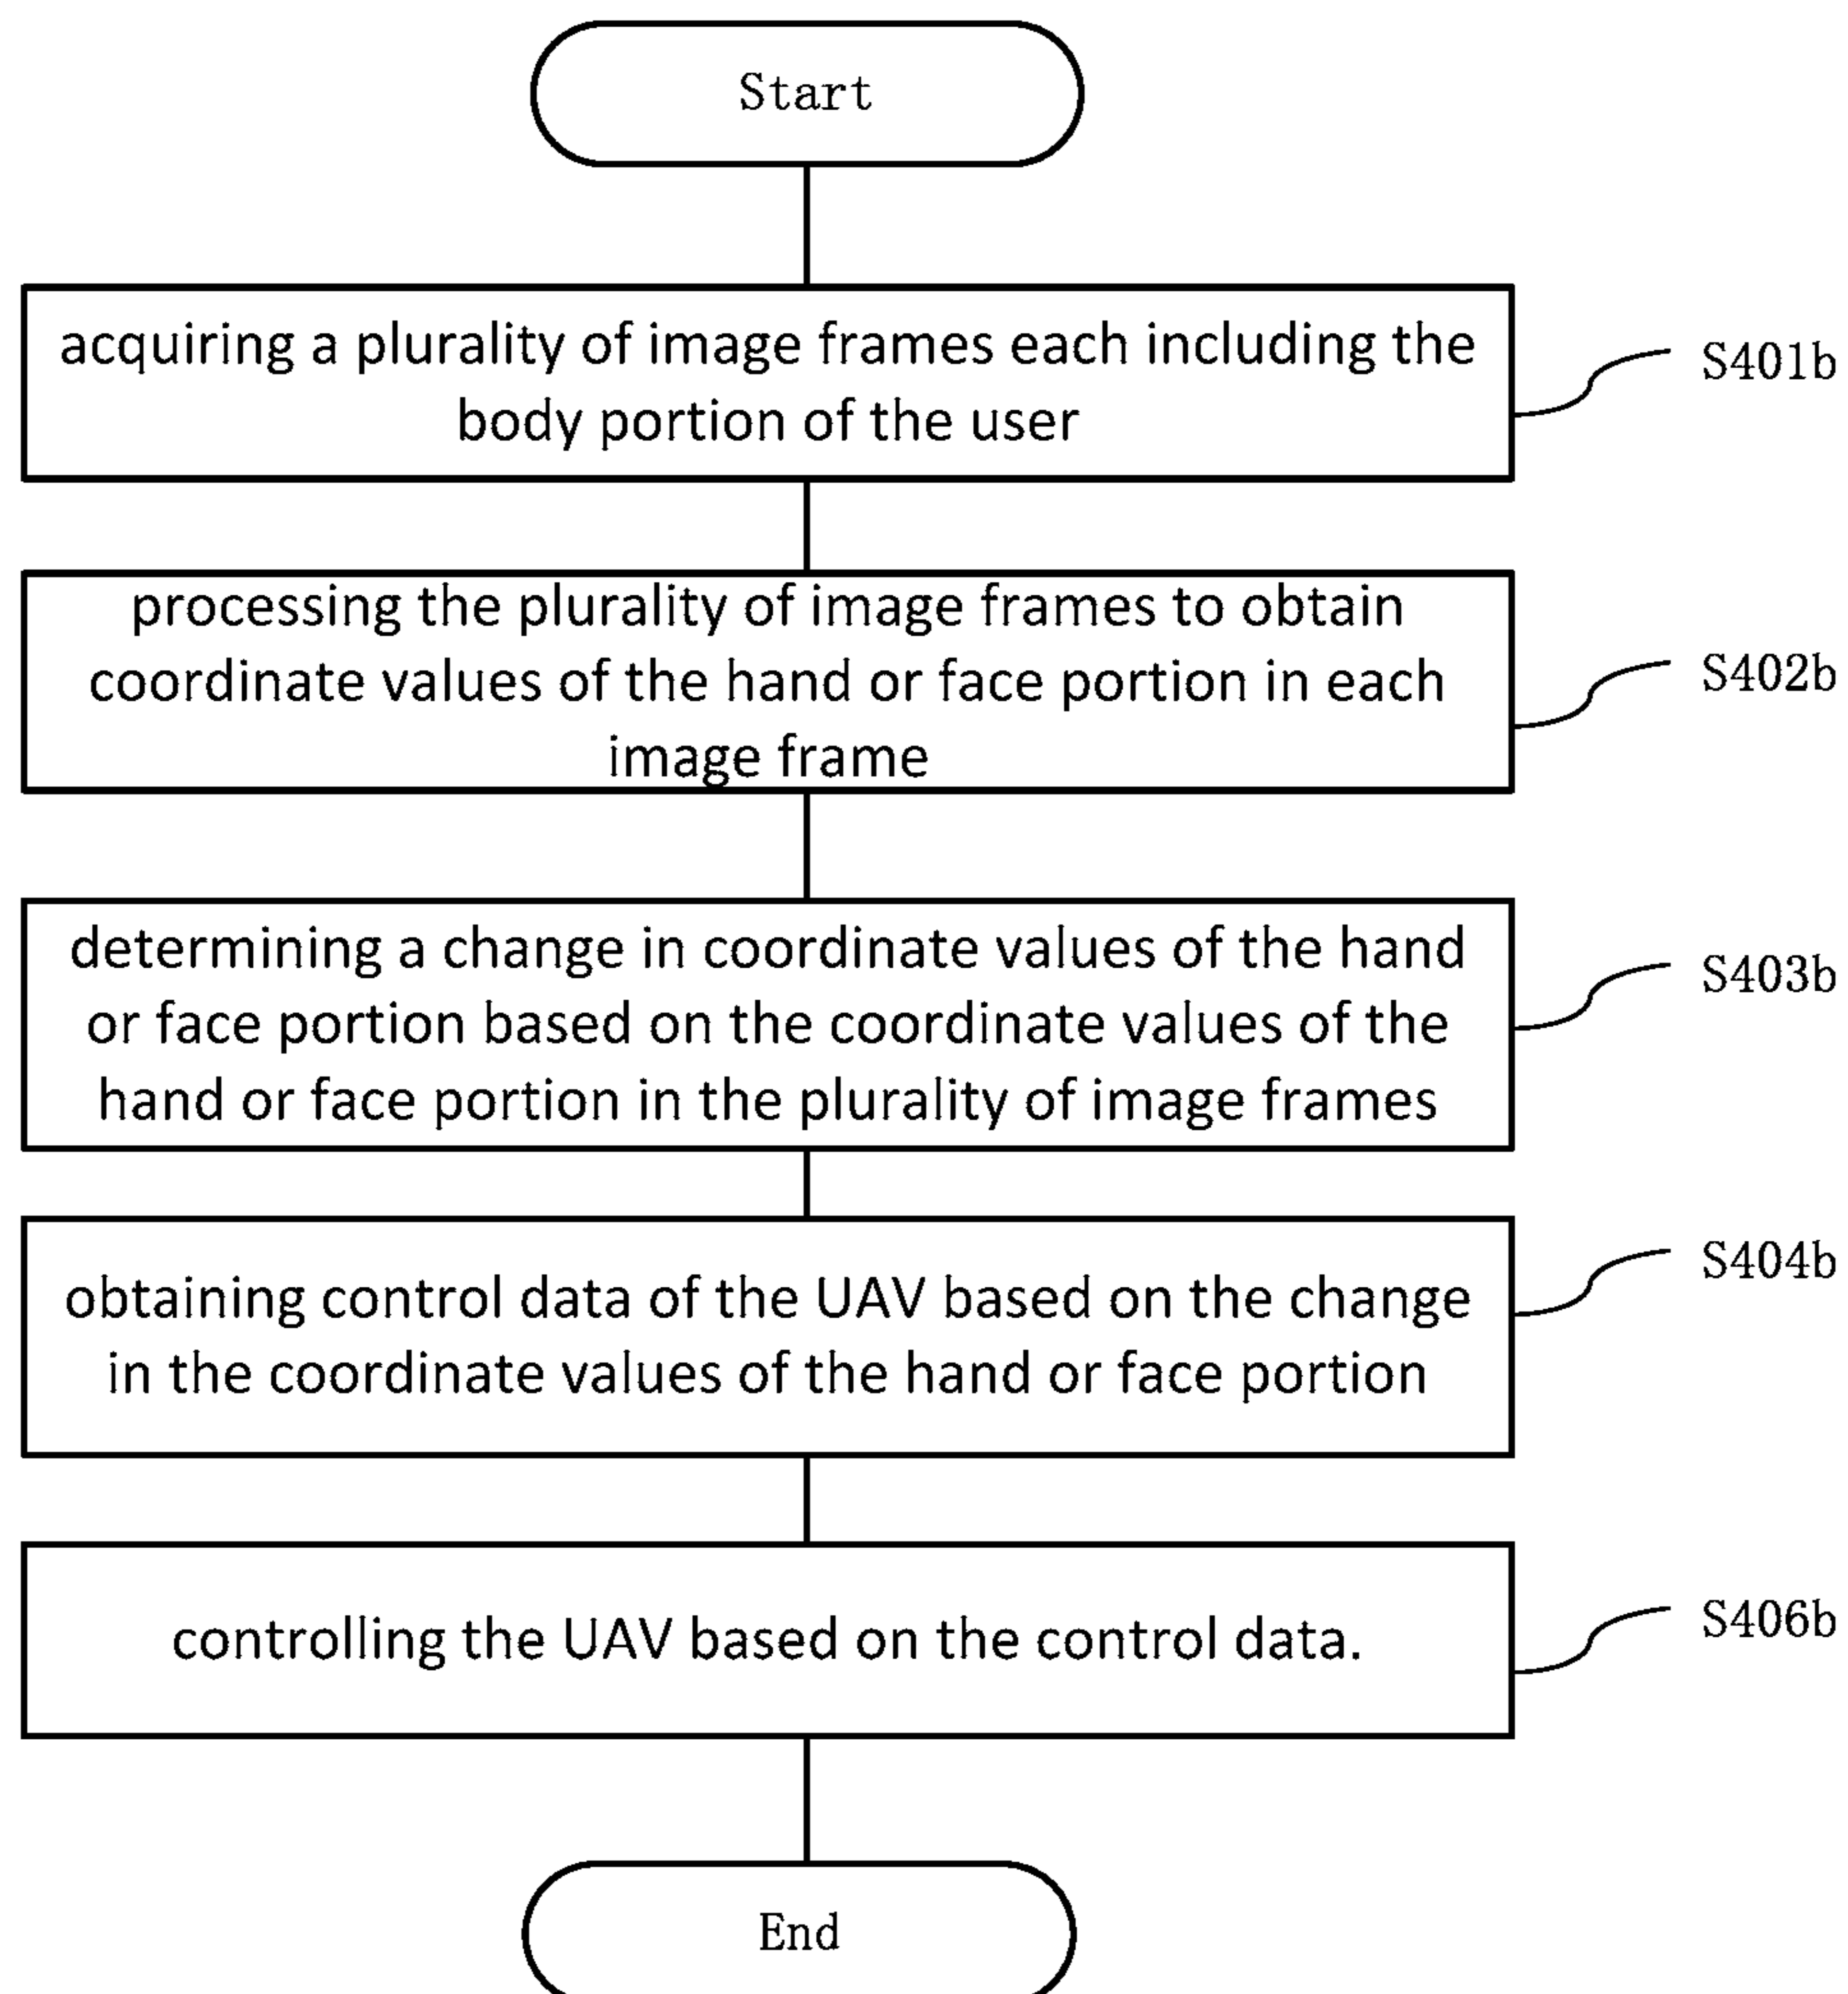 Start
acquiring a plurality of image frames each including the
body portion of the user
S401b
processing the plurality of image frames to obtain
coordinate values of the hand or face portion in each
image frame
S402b
determining a change in coordinate values of the hand
or face portion based on the coordinate values of the
hand or face portion in the plurality of image frames
S403b
obtaining control data of the UAV based on the change
in the coordinate values of the hand or face portion
S404b
controlling the UAV based on the control data.
S406b
End